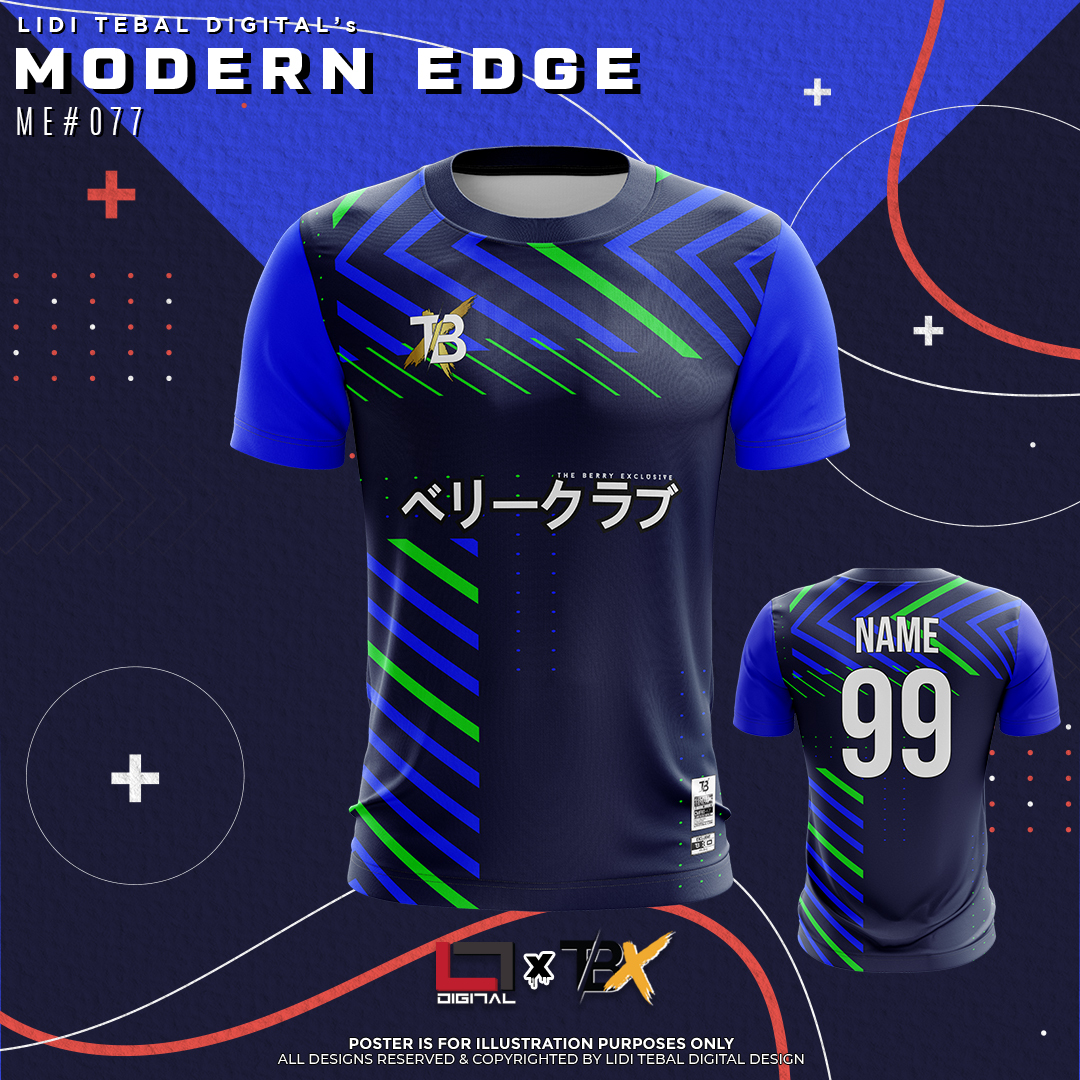 LIDI TEBAL DIGITAL's
MODERN EDGE
ME#077
TB
THE BERRY EXCLUSIVE
ベリークラブ
TB
NAME
99
DIGITAL
X
TBX
POSTER IS FOR ILLUSTRATION PURPOSES ONLY
ALL DESIGNS RESERVED & COPYRIGHTED BY LIDI TEBAL DIGITAL DESIGN